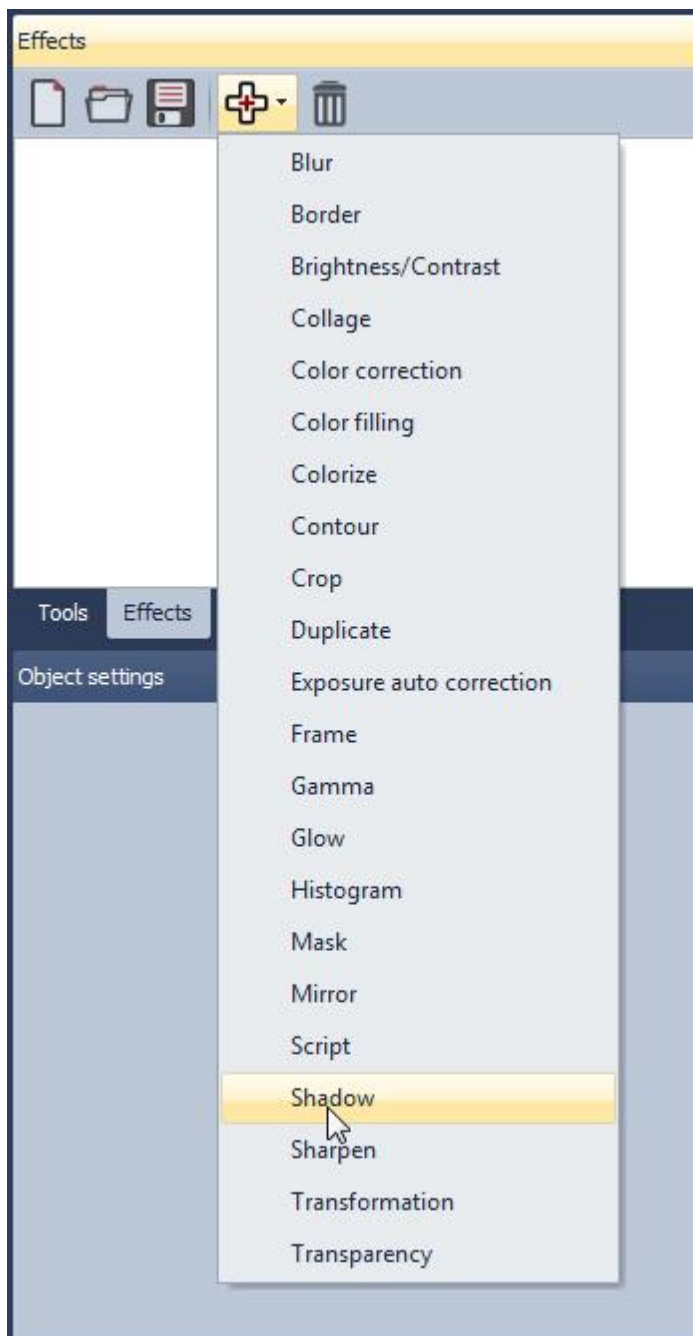 Effects
Blur
Border
Brightness/Contrast
Collage
Color correction
Color filling
Colorize
Contour
Crop
Tools
Effects
Duplicate
Object settings
Exposure auto correction
Frame
Gamma
Glow
Histogram
Mask
Mirror
Script
Shadow
Sharpen
Transformation
Transparency